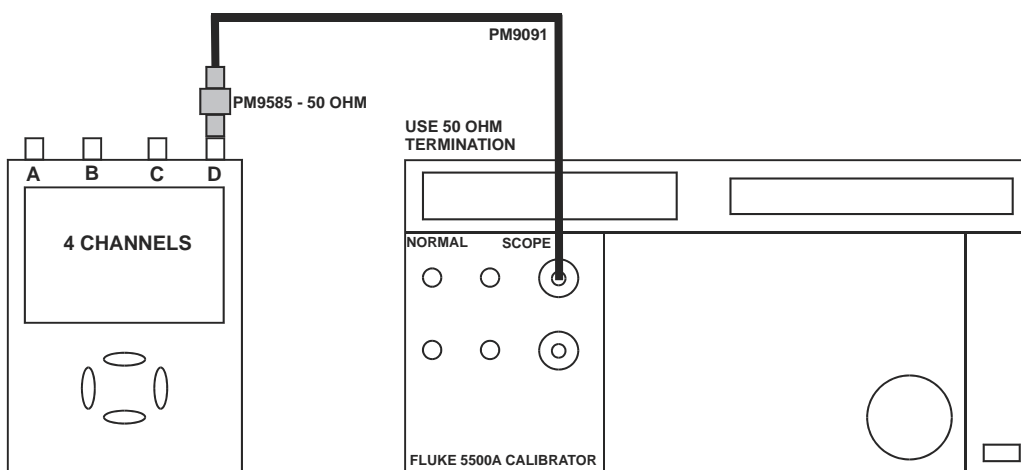 PM9091
PM9585 - 50 OHM
USE 50 OHM
TERMINATION
A B C D
4 CHANNELS
NORMAL SCOPE
FLUKE 5500A CALIBRATOR